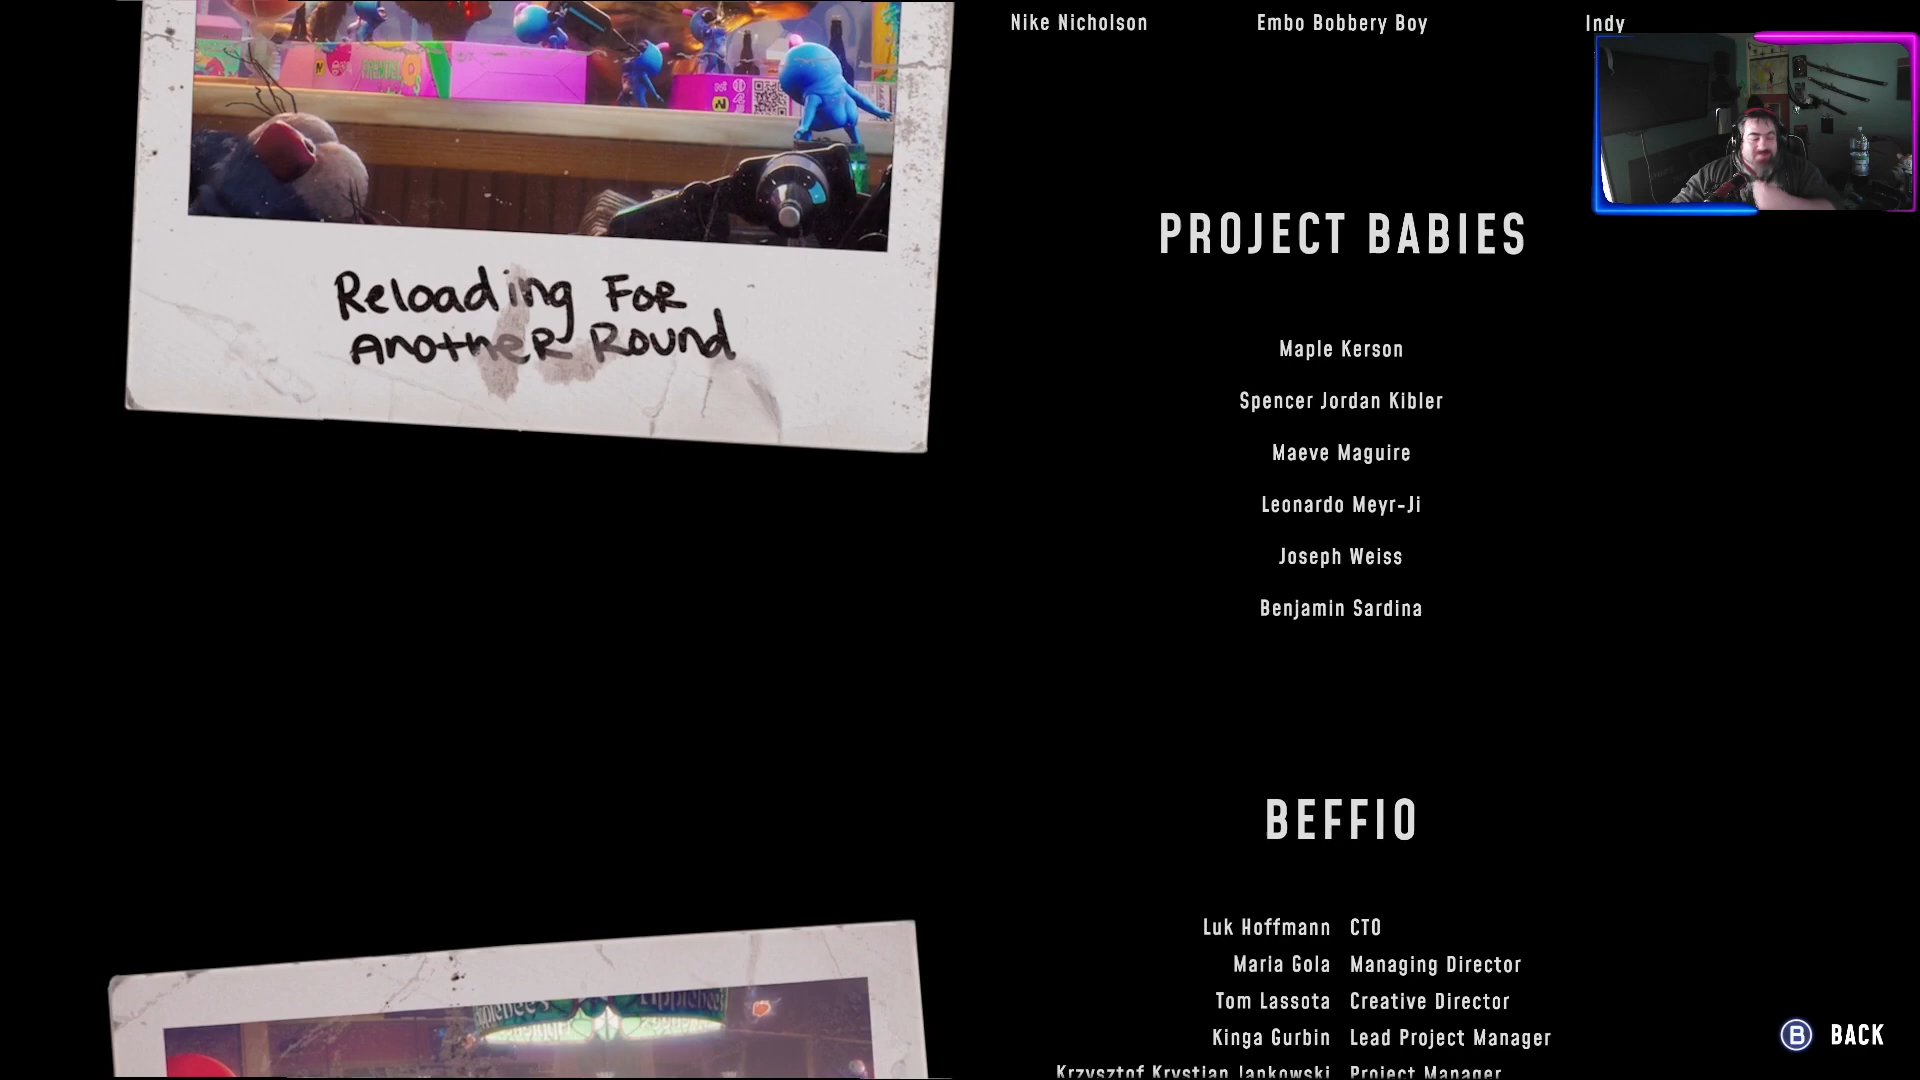 Nike Nicholson Embo Bobbery Boy Indy
Reloading For
Another Round
PROJECT BABIES
Maple Kerson
Spencer Jordan Kibler
Maeve Maguire
Leonardo Meyr-Ji
Joseph Weiss
Benjamin Sardina
BEFFIO
Luk Hoffmann CTO
Maria Gola Managing Director
Tom Lassota Creative Director
Kinga Gurbin Lead Project Manager
Krzysztof Krystian Jankowski Project Manager
B BACK